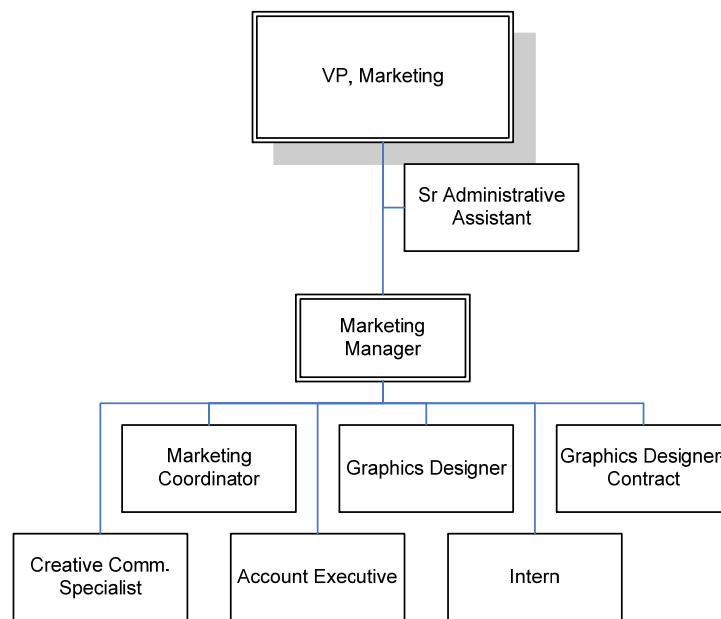 VP, Marketing
Sr Administrative
Assistant
Marketing
Manager
Marketing
Coordinator
Graphics Designer
Graphics Designer-
Contract
Creative Comm.
Specialist
Account Executive
Intern